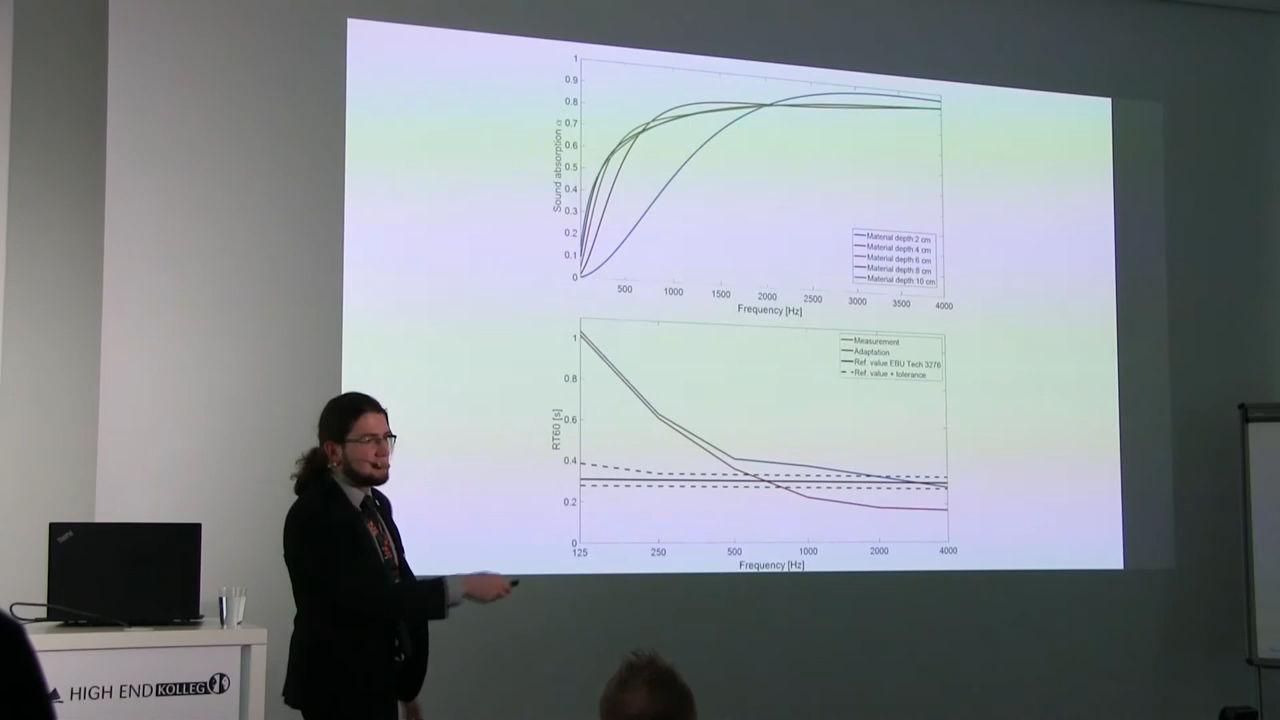 1
0.9
0.8
0.7
0.6
0.5
0.4
0.3
0.2
0.1
0
Sound absorption α
500 1000 1500 2000 2500 3000 3500 4000
Frequency [Hz]
Material depth:2 cm
Material depth:4 cm
Material depth:6 cm
Material depth:8 cm
Material depth:10 cm
1
0.8
0.6
0.4
0.2
0
RT60 [s]
125 250 500 1000 2000 4000
Frequency [Hz]
Measurement
Adaptation
Ref. value EBU Tech 3276
Ref. value + tolerance
ThinkPad
HIGH END KOLLEG